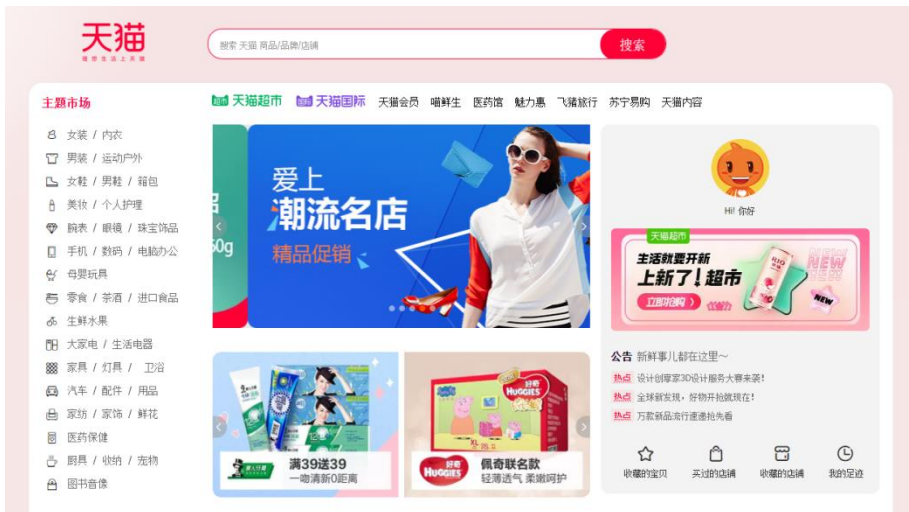 天猫
理想生活上天猫
搜索 天猫 商品/品牌/店铺
搜索
主题市场
女装 / 内衣
男装 / 运动户外
女鞋 / 男鞋 / 箱包
美妆 / 个人护理
腕表 / 眼镜 / 珠宝饰品
手机 / 数码 / 电脑办公
母婴玩具
零食 / 茶酒 / 进口食品
生鲜水果
大家电 / 生活电器
家具 / 灯具 / 卫浴
汽车 / 配件 / 用品
家纺 / 家饰 / 鲜花
医药保健
厨具 / 收纳 / 宠物
图书音像
天猫超市 天猫国际 天猫会员 喵鲜生 医药馆 魅力惠 飞猪旅行 苏宁易购 天猫内容
爱上
潮流名店
精品促销
60g
满39送39
一吻清新0距离
好奇
HUGGIES
XL
好奇
HUGGIES
佩奇联名款
轻薄透气 柔嫩呵护
Hi! 你好
天猫超市
生活就要开新
上新了!超市
立即抢购
RIO
NEW
NEW
公告 新鲜事儿都在这里～
热点 设计创享家3D设计服务大赛来袭!
热点 全球新发现，好物开抢就现在!
热点 万款新品流行速递抢先看
收藏的宝贝 买过的店铺 收藏的店铺 我的足迹